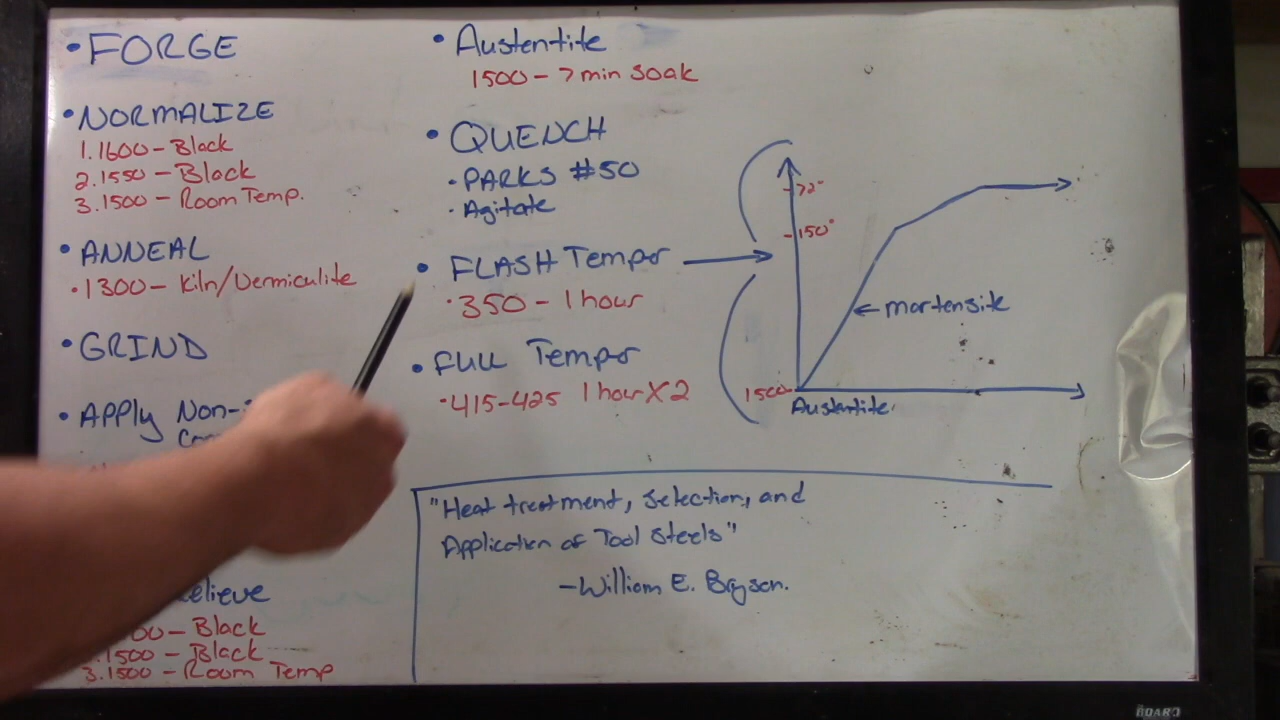 • FORGE
• NORMALIZE
1. 1600 – Black
2. 1550 – Black
3. 1500 – Room Temp.
• ANNEAL
• 1300 – Kiln/Vermiculite
• GRIND
• APPLY Non-
elieve
00 – Black
1500 – Black
3. 1500 – Room Temp
• Austentite
1500 – 7 min soak
• QUENCH
• PARKS #50
• Agitate
• FLASH Temper
• 350 – 1 hour
• FULL Temper
• 415-425 1 hour X 2
72°
150°
← martensite
1500
Austentite
"Heat treatment, Selection, and
Application of Tool Steels"
– William E. Bryson.
BOARD